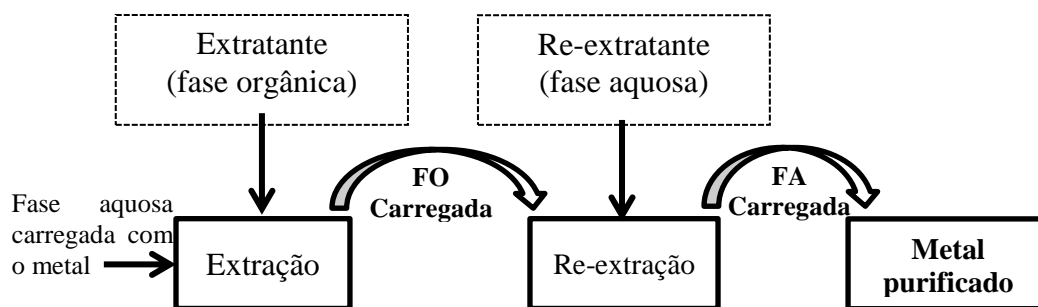 Extratante
(fase orgânica)
Re-extratante
(fase aquosa)
FO
Carregada
FA
Carregada
Fase aquosa
carregada com
o metal
Extração
Re-extração
Metal
purificado